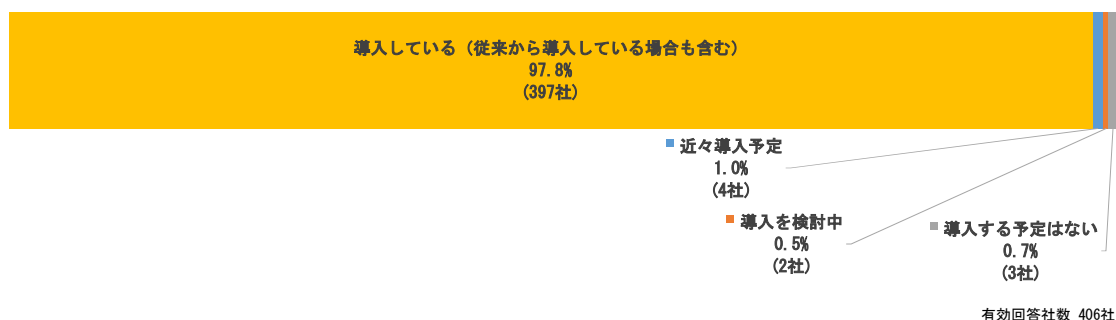 導入している（従来から導入している場合も含む）
97.8%
(397社)
近々導入予定
1.0%
(4社)
導入を検討中
0.5%
(2社)
導入する予定はない
0.7%
(3社)
有効回答社数 406社